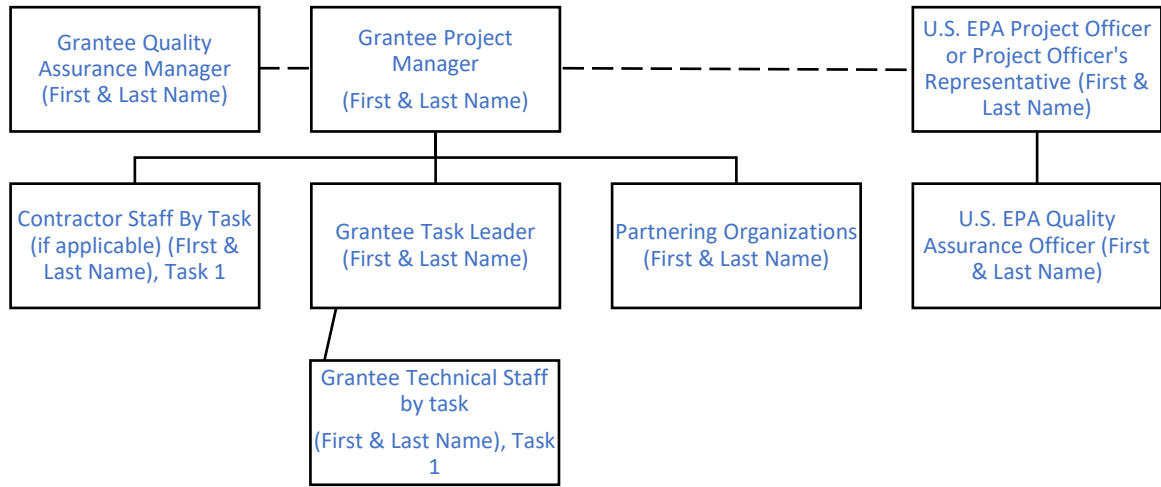 Grantee Quality
Assurance Manager
(First & Last Name)
Grantee Project
Manager
(First & Last Name)
U.S. EPA Project Officer
or Project Officer's
Representative (First &
Last Name)
Contractor Staff By Task
(if applicable) (FIrst &
Last Name), Task 1
Grantee Task Leader
(First & Last Name)
Partnering Organizations
(First & Last Name)
U.S. EPA Quality
Assurance Officer (First
& Last Name)
Grantee Technical Staff
by task
(First & Last Name), Task
1